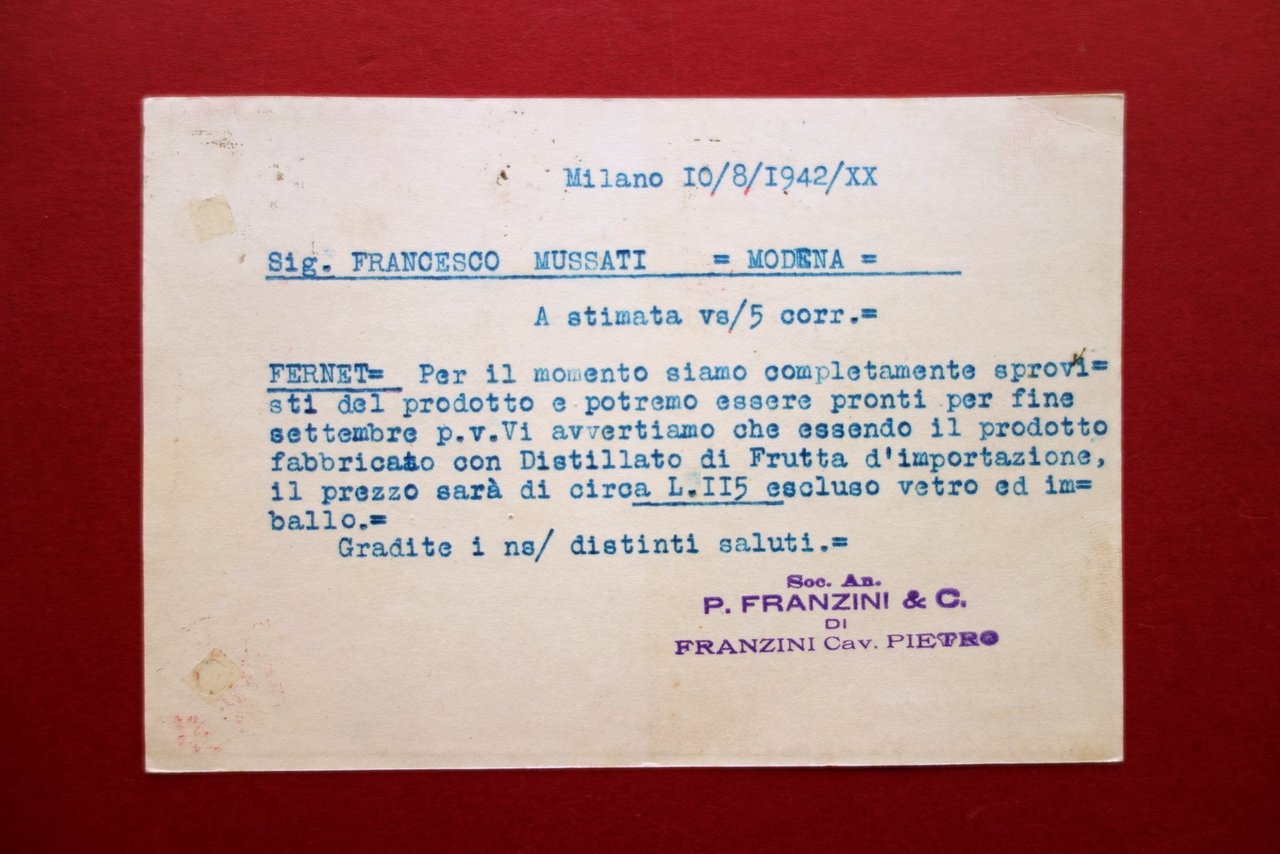 Milano IO/8/I942/XX
Sig. FRANCESCO MUSSATI = MODENA =
A stimata vs/5 corr.=
FERNET= Per il momento siamo completamente sprovi=
sti del prodotto e potremo essere pronti per fine
settembre p.v.Vi avvertiamo che essendo il prodotto
fabbricato con Distillato di Frutta d'importazione,
il prezzo sarà di circa L.II5 escluso vetro ed im=
ballo.=
Gradite i ns/ distinti saluti.=
Soc. An.
P. FRANZINI & C.
DI
FRANZINI Cav. PIETRO